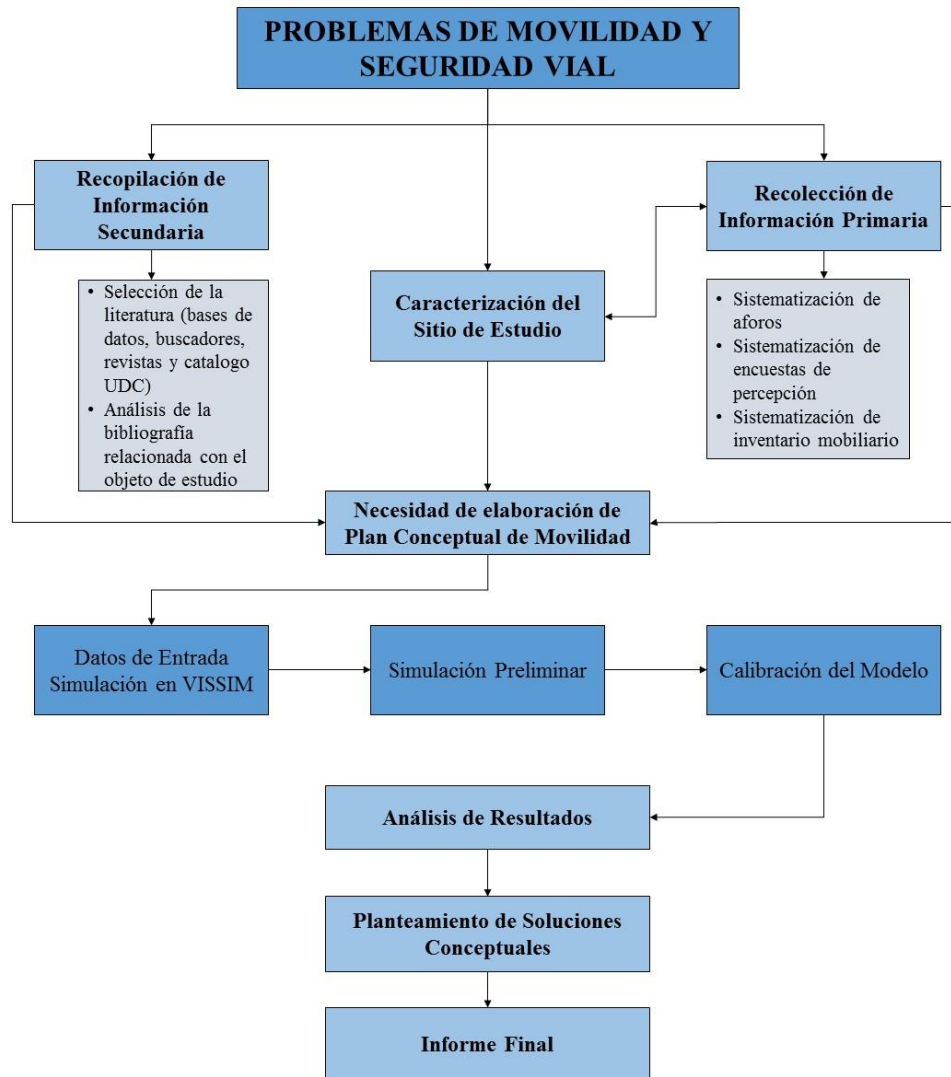 PROBLEMAS DE MOVILIDAD Y
SEGURIDAD VIAL
Recopilación de
Información
Secundaria
Recolección de
Información Primaria
• Selección de la
literatura (bases de
datos, buscadores,
revistas y catalogo
UDC)
• Análisis de la
bibliografía
relacionada con el
objeto de estudio
Caracterización del
Sitio de Estudio
• Sistematización de
aforos
• Sistematización de
encuestas de
percepción
• Sistematización de
inventario mobiliario
Necesidad de elaboración de
Plan Conceptual de Movilidad
Datos de Entrada
Simulación en VISSIM
Simulación Preliminar
Calibración del Modelo
Análisis de Resultados
Planteamiento de Soluciones
Conceptuales
Informe Final